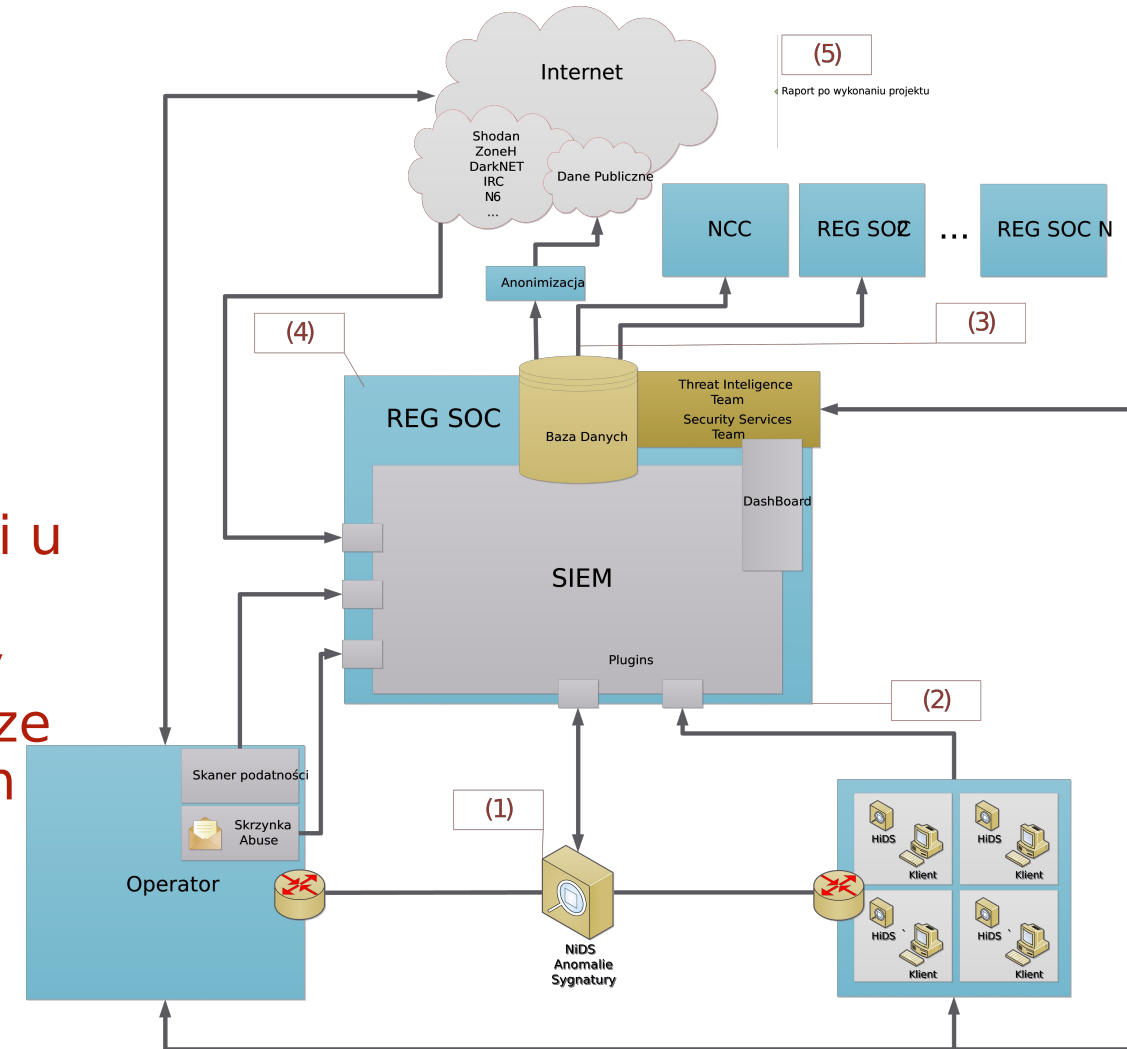 Internet
(5)
Raport po wykonaniu projektu
Shodan
ZoneH
DarkNET
IRC
N6
...
Dane Publiczne
NCC
REG SOC
...
REG SOC N
Anonimizacja
(3)
(4)
REG SOC
Baza Danych
Threat Inteligence
Team
Security Services
Team
DashBoard
i u
SIEM
Plugins
ze
(2)
Skaner podatności
Skrzynka
Abuse
Operator
(1)
NiDS
Anomalie
Sygnatury
HiDS
Klient
HiDS
Klient
HiDS `
Klient
HiDS `
Klient